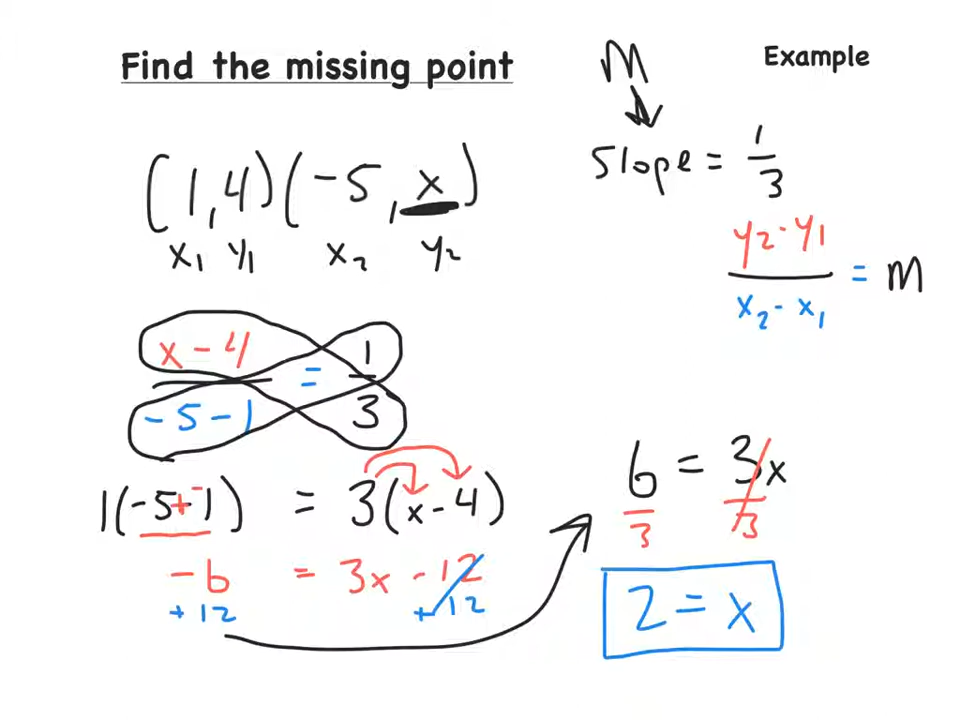 Find the missing point
M
Example
Slope = 1/3
(1,4)(-5,x)
x₁ y₁ x₂ y₂
y₂-y₁
x₂-x₁
= m
x-4
-5-1
=
1
3
1(-5+-1) = 3(x-4)
-6 = 3x -12
+12 +12
6 = 3x
3 3
2 = x